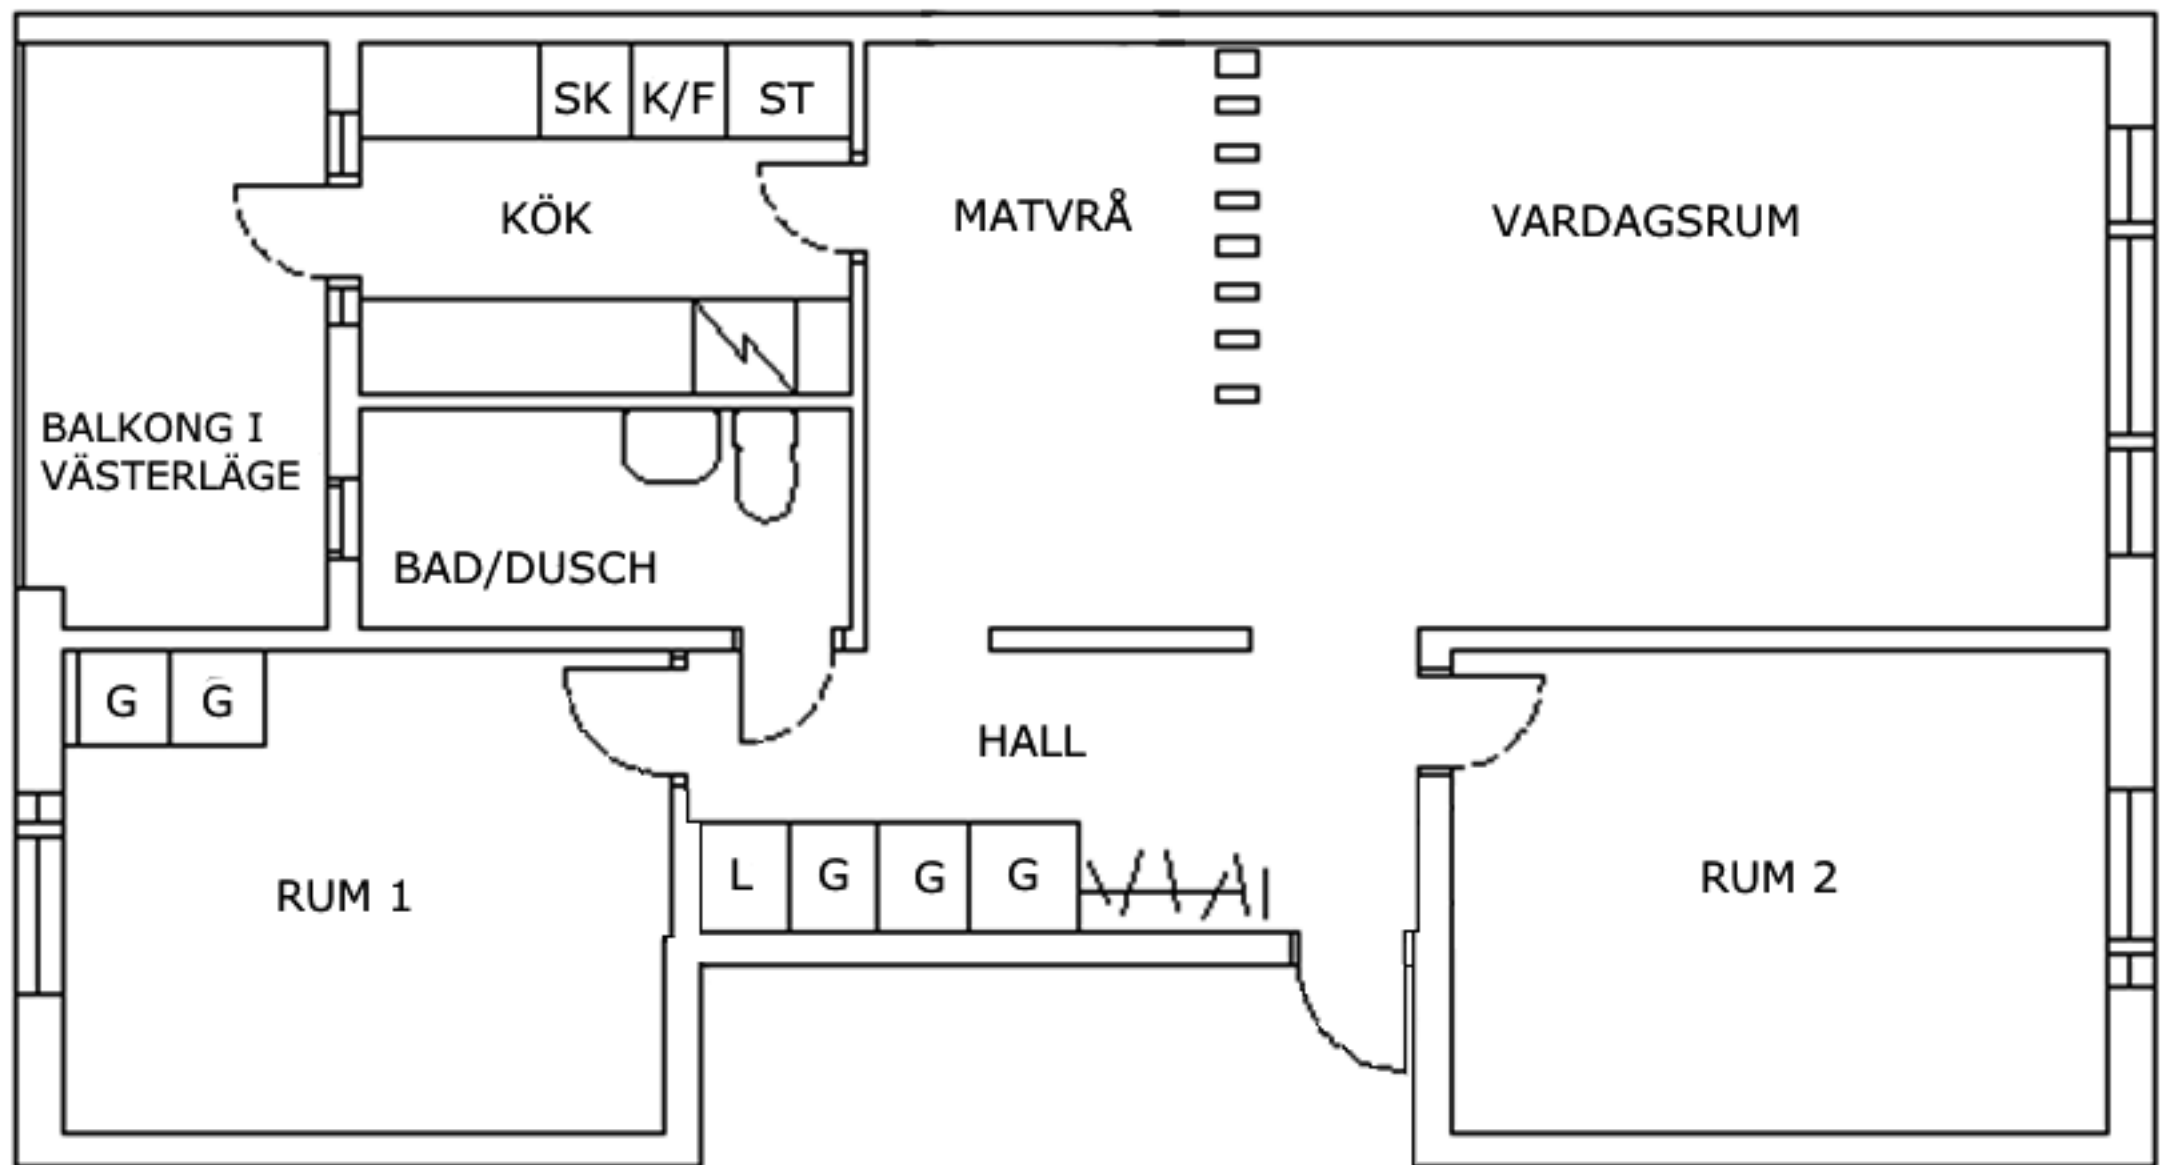 SK K/F ST
KÖK
MATVRÅ
VARDAGSRUM
BALKONG I
VÄSTERLÄGE
BAD/DUSCH
G G
HALL
L G G G
RUM 1
RUM 2